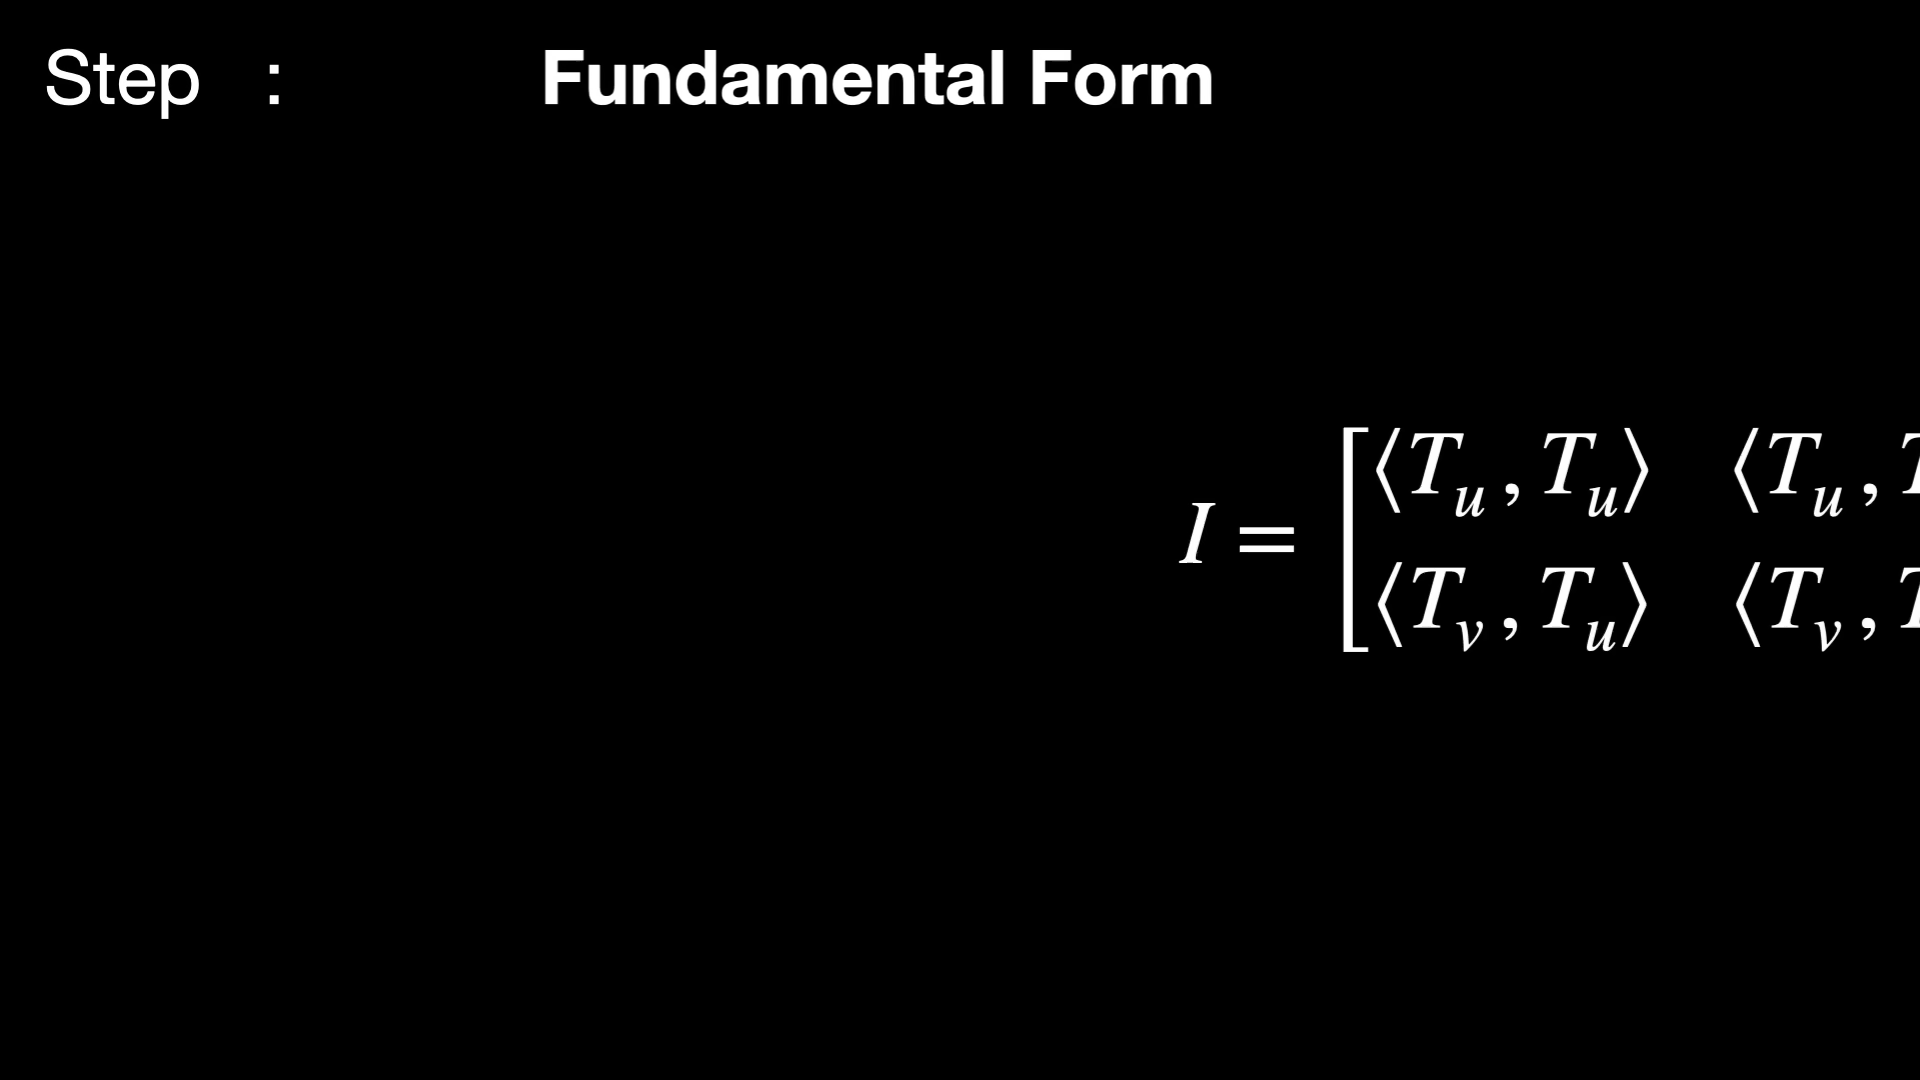 Step : Fundamental Form
I = [⟨T_u, T_u⟩ ⟨T_u, T
⟨T_v, T_u⟩ ⟨T_v, T